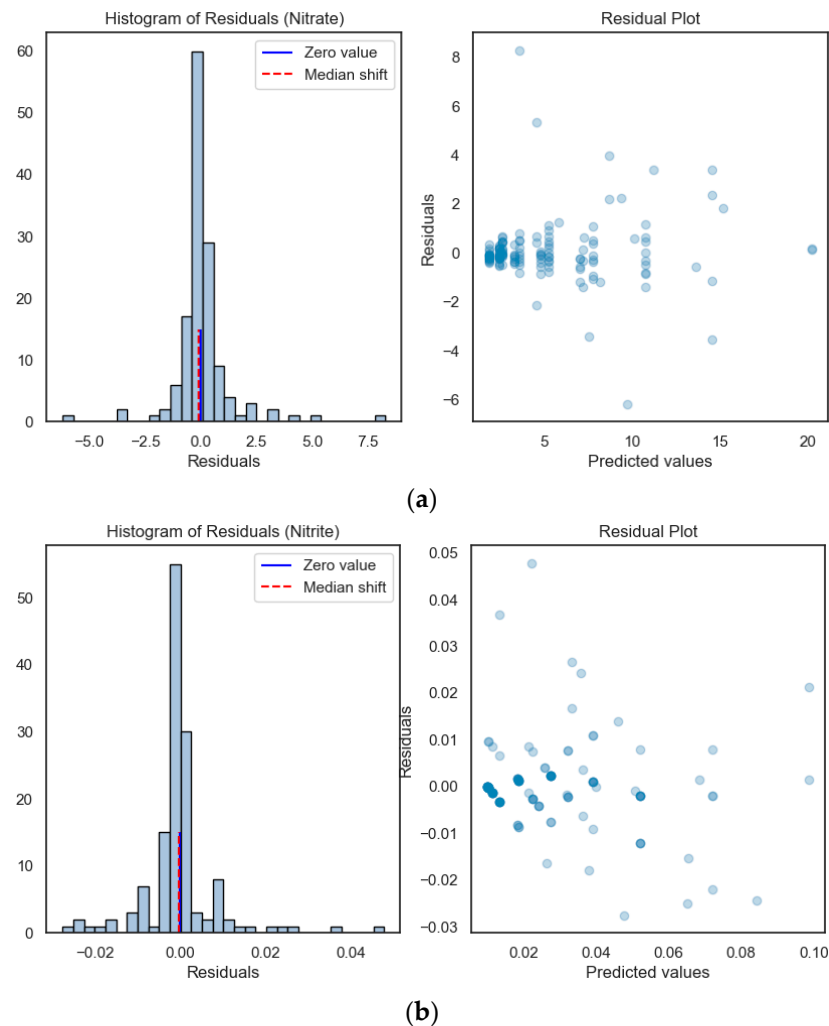 Histogram of Residuals (Nitrate)
Residual Plot
60
50
40
30
20
10
0
Zero value
Median shift
−5.0 −2.5 0.0 2.5 5.0 7.5
Residuals
8
6
4
2
0
−2
−4
−6
Residuals
5 10 15 20
Predicted values
(a)
Histogram of Residuals (Nitrite)
Residual Plot
50
40
30
20
10
0
Zero value
Median shift
−0.02 0.00 0.02 0.04
Residuals
0.05
0.04
0.03
0.02
0.01
0.00
−0.01
−0.02
−0.03
Residuals
0.02 0.04 0.06 0.08 0.10
Predicted values
(b)